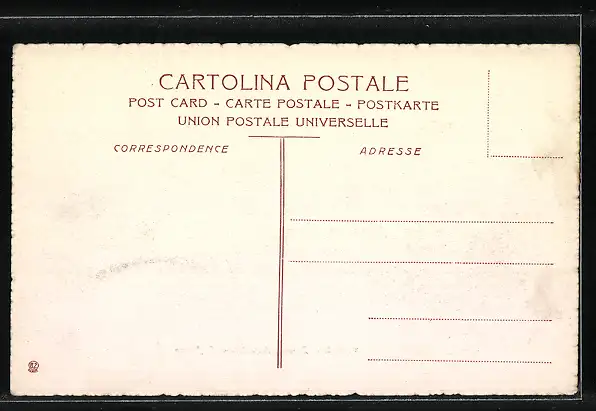 CARTOLINA POSTALE
POST CARD - CARTE POSTALE - POSTKARTE
UNION POSTALE UNIVERSELLE
CORRESPONDENCE
ADRESSE